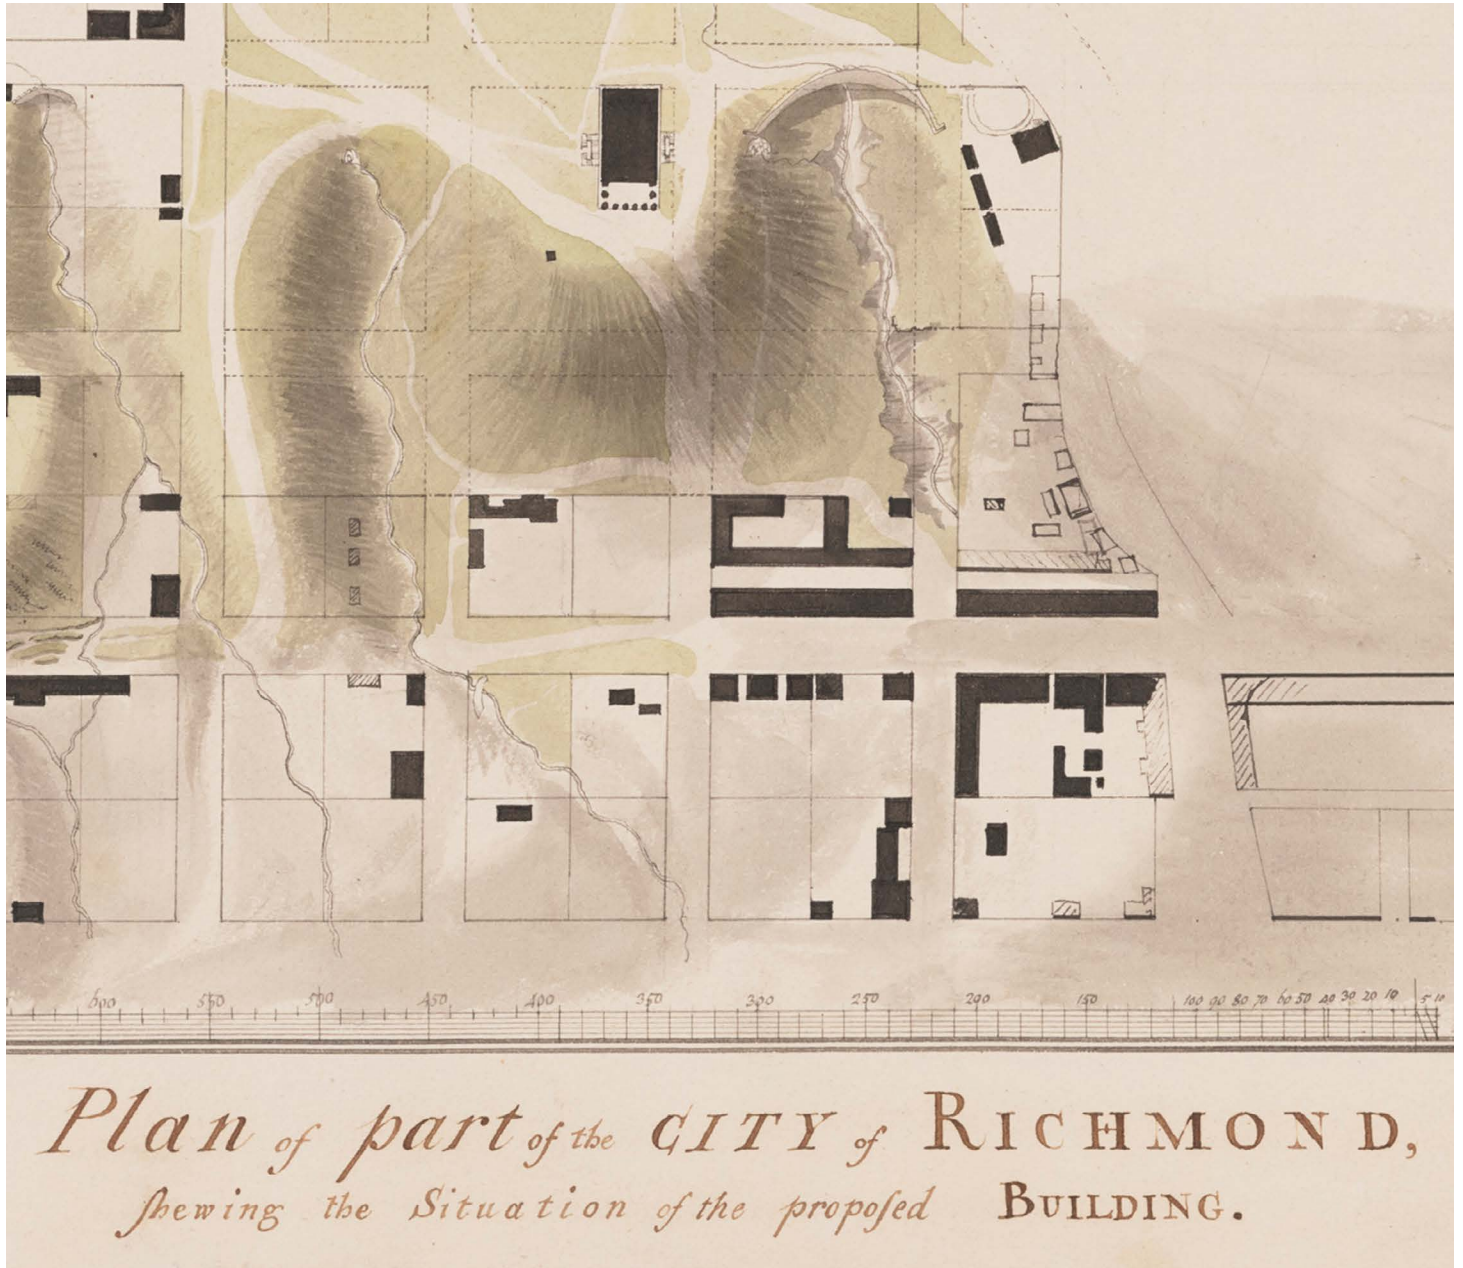 600 550 500 450 400 350 300 250 200 150 100 90 80 70 60 50 40 30 20 10 5 10
Plan of part of the CITY of RICHMOND,
ſhewing the Situation of the propoſed BUILDING.